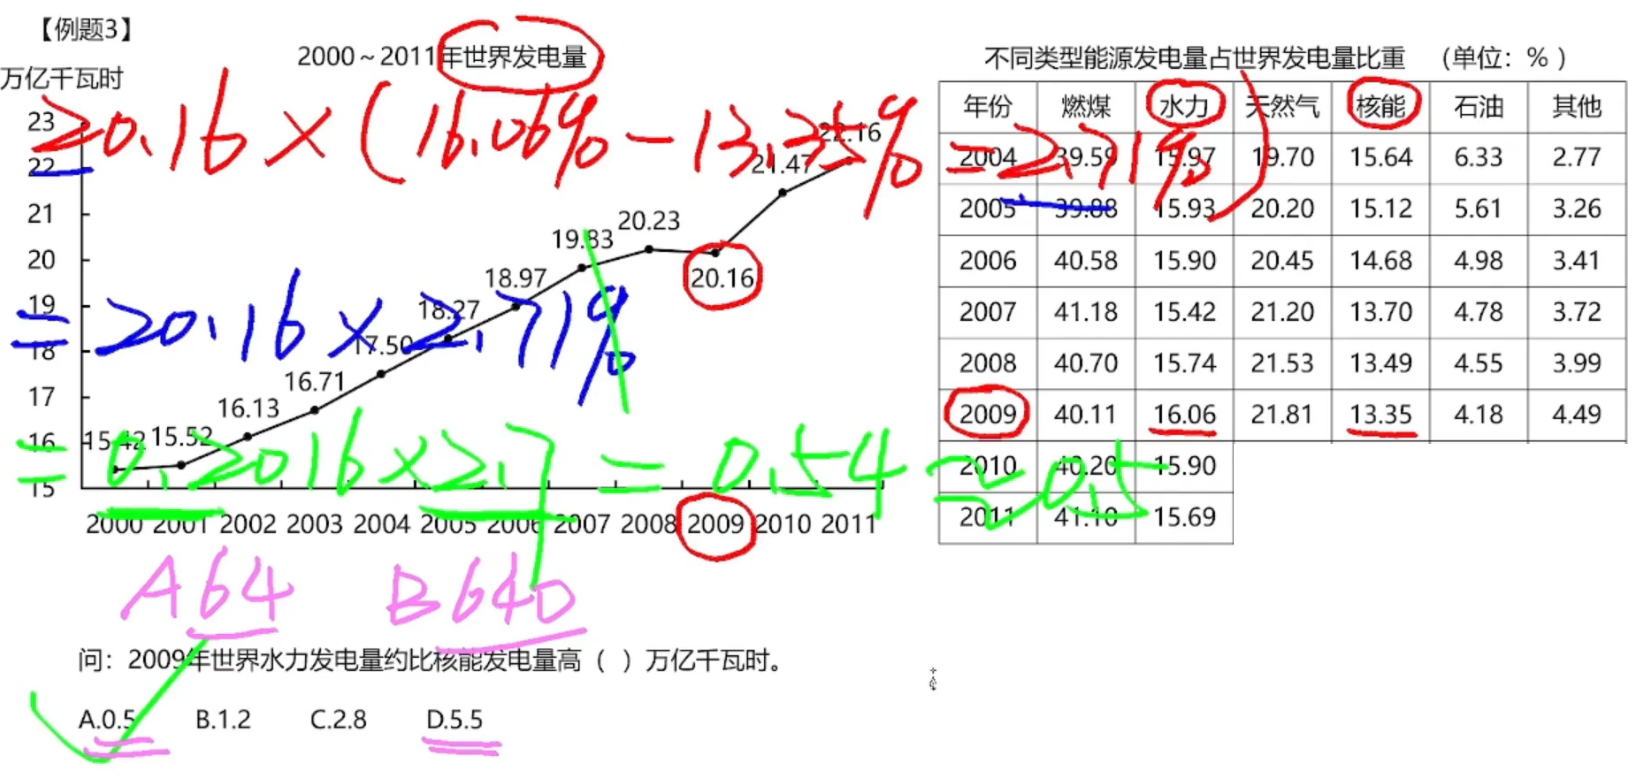 【例题3】
2000～2011年世界发电量
万亿千瓦时
23
22
21
20
19
18
17
16
15
15.42 15.52 16.13 16.71 17.50 18.27 18.97 19.83 20.23 20.16 21.47 22.16
2000 2001 2002 2003 2004 2005 2006 2007 2008 2009 2010 2011
20.16×(16.06%-13.35%=2.71%)
=20.16×2.71%
=0.2016×2.7=0.54≈0.5
A 64 B 640
不同类型能源发电量占世界发电量比重 （单位：%）
年份 燃煤 水力 天然气 核能 石油 其他
2004 39.59 15.97 19.70 15.64 6.33 2.77
2005 39.88 15.93 20.20 15.12 5.61 3.26
2006 40.58 15.90 20.45 14.68 4.98 3.41
2007 41.18 15.42 21.20 13.70 4.78 3.72
2008 40.70 15.74 21.53 13.49 4.55 3.99
2009 40.11 16.06 21.81 13.35 4.18 4.49
2010 40.20 15.90
2011 41.10 15.69
问：2009年世界水力发电量约比核能发电量高（ ）万亿千瓦时。
A.0.5 B.1.2 C.2.8 D.5.5